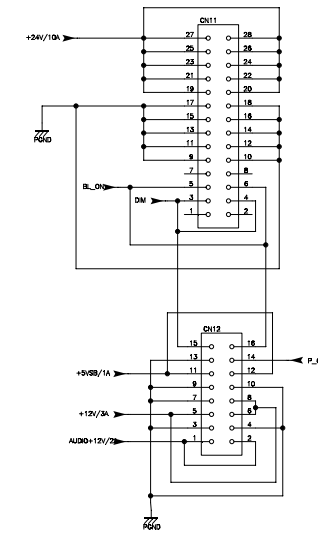 CN11
+24V/10A 27 28
25 26
23 24
21 22
19 20
17 18
PGND 15 16
13 14
11 12
9 10
7 8
BL_ON 5 6
DIM 3 4
1 2
CN12
15 16
13 14
+5VSB/1A 11 12
9 10
7 8
+12V/3A 5 6
3 4
AUDIO+12V/2 1 2
PGND